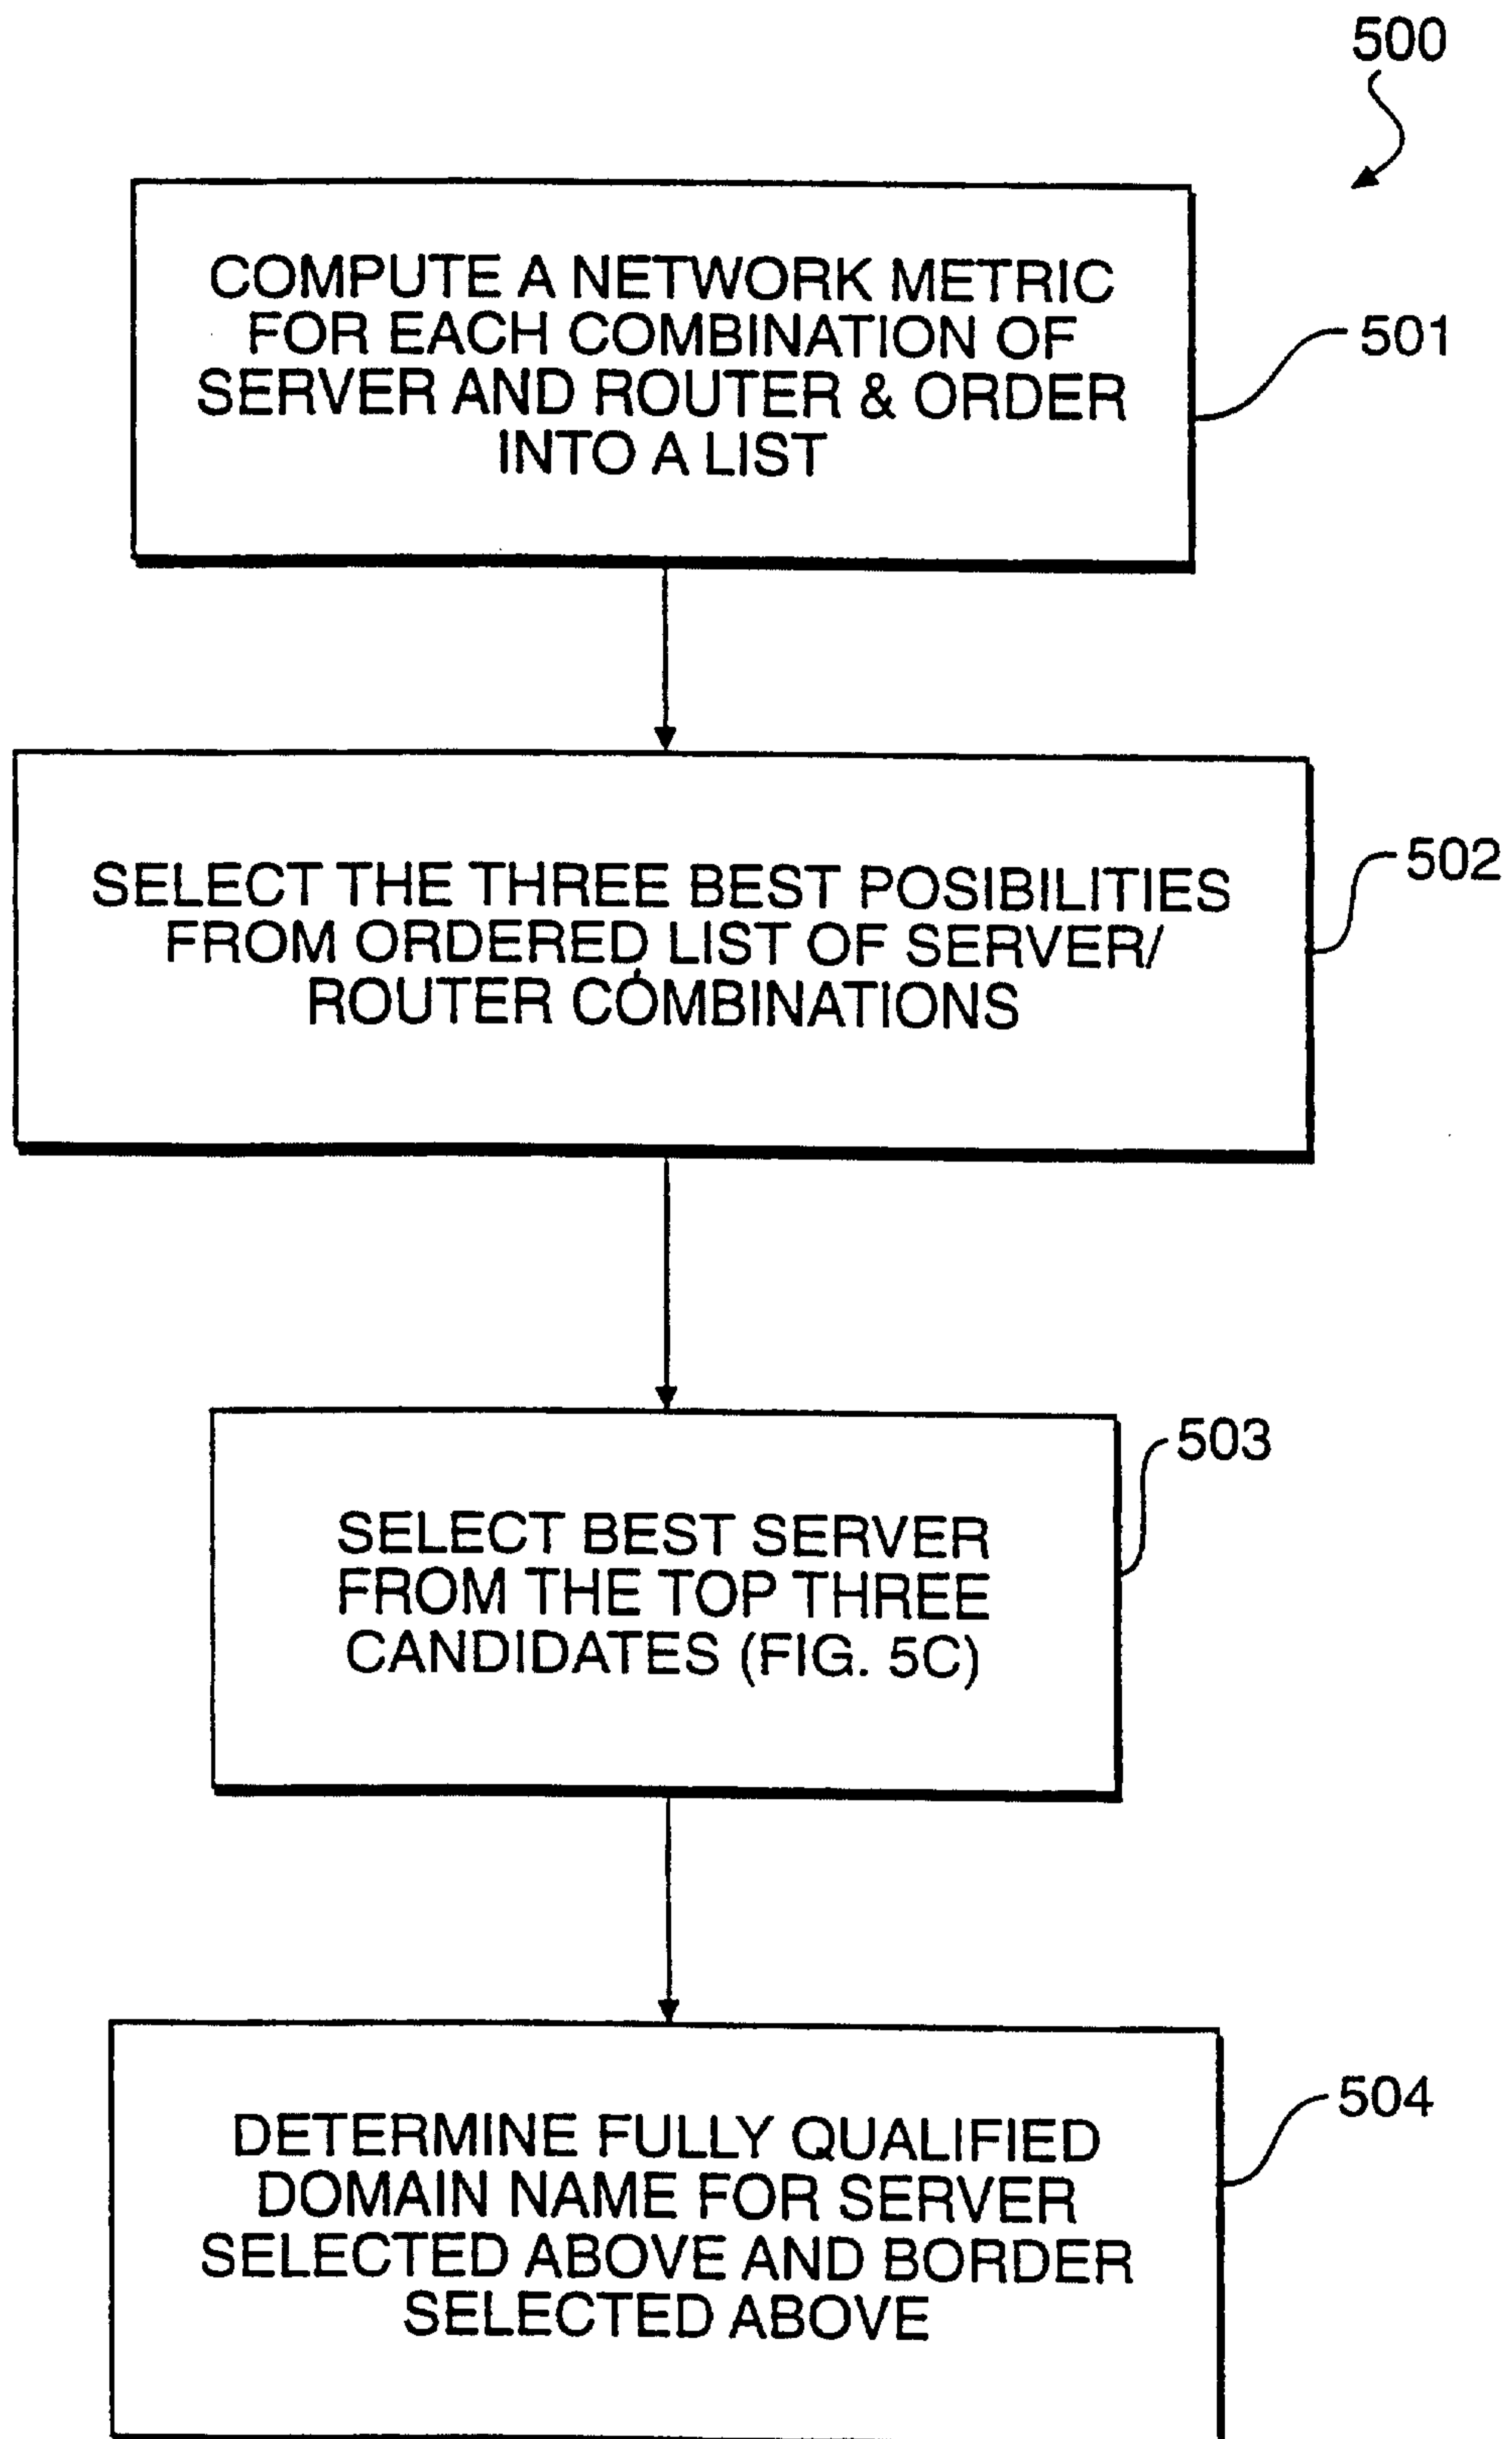 500
COMPUTE A NETWORK METRIC
FOR EACH COMBINATION OF
SERVER AND ROUTER & ORDER
INTO A LIST
501
SELECT THE THREE BEST POSIBILITIES
FROM ORDERED LIST OF SERVER/
ROUTER COMBINATIONS
502
SELECT BEST SERVER
FROM THE TOP THREE
CANDIDATES (FIG. 5C)
503
DETERMINE FULLY QUALIFIED
DOMAIN NAME FOR SERVER
SELECTED ABOVE AND BORDER
SELECTED ABOVE
504